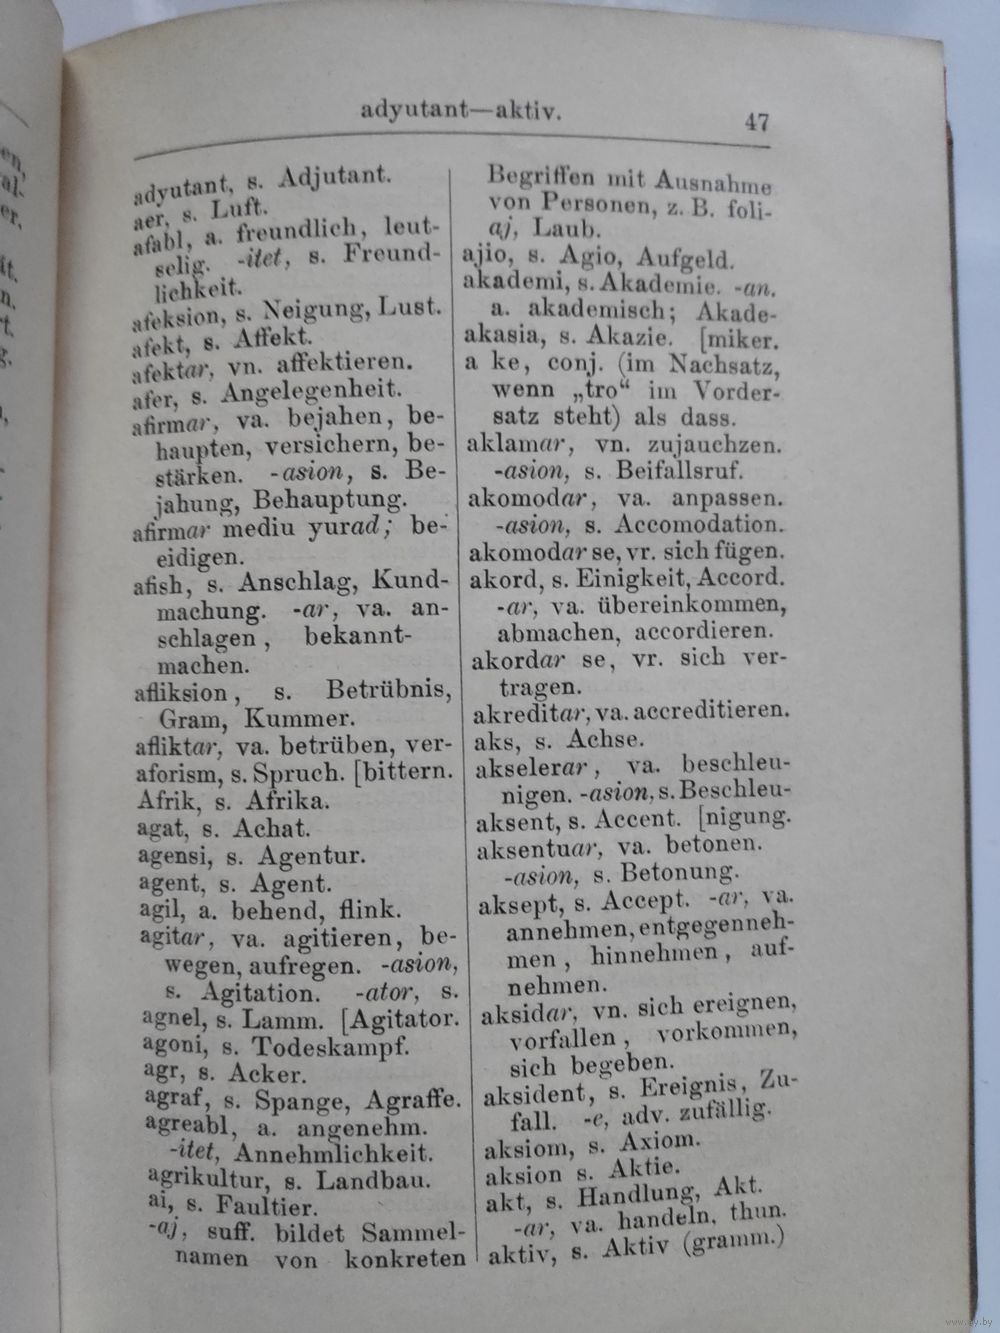 adyutant—aktiv.
47
adyutant, s. Adjutant.
aer, s. Luft.
afabl, a. freundlich, leut-
selig. -itet, s. Freund-
lichkeit.
afeksion, s. Neigung, Lust.
afekt, s. Affekt.
afektar, vn. affektieren.
afer, s. Angelegenheit.
afirmar, va. bejahen, be-
haupten, versichern, be-
stärken. -asion, s. Be-
jahung, Behauptung.
afirmar mediu yurad; be-
eidigen.
afish, s. Anschlag, Kund-
machung. -ar, va. an-
schlagen, bekannt-
machen.
afliksion, s. Betrübnis,
Gram, Kummer.
afliktar, va. betrüben, ver-
aforism, s. Spruch. [bittern.
Afrik, s. Afrika.
agat, s. Achat.
agensi, s. Agentur.
agent, s. Agent.
agil, a. behend, flink.
agitar, va. agitieren, be-
wegen, aufregen. -asion,
s. Agitation. -ator, s.
agnel, s. Lamm. [Agitator.
agoni, s. Todeskampf.
agr, s. Acker.
agraf, s. Spange, Agraffe.
agreabl, a. angenehm.
-itet, Annehmlichkeit.
agrikultur, s. Landbau.
ai, s. Faultier.
-aj, suff. bildet Sammel-
namen von konkreten
Begriffen mit Ausnahme
von Personen, z. B. foli-
aj, Laub.
ajio, s. Agio, Aufgeld.
akademi, s. Akademie. -an.
a. akademisch; Akade-
akasia, s. Akazie. [miker.
a ke, conj. (im Nachsatz,
wenn „tro“ im Vorder-
satz steht) als dass.
aklamar, vn. zujauchzen.
-asion, s. Beifallsruf.
akomodar, va. anpassen.
-asion, s. Accomodation.
akomodar se, vr. sich fügen.
akord, s. Einigkeit, Accord.
-ar, va. übereinkommen,
abmachen, accordieren.
akordar se, vr. sich ver-
tragen.
akreditar, va. accreditieren.
aks, s. Achse.
akselerar, va. beschleu-
nigen. -asion, s. Beschleu-
aksent, s. Accent. [nigung.
aksentuar, va. betonen.
-asion, s. Betonung.
aksept, s. Accept. -ar, va.
annehmen, entgegenneh-
men, hinnehmen, auf-
nehmen.
aksidar, vn. sich ereignen,
vorfallen, vorkommen,
sich begeben.
aksident, s. Ereignis, Zu-
fall. -e, adv. zufällig.
aksiom, s. Axiom.
aksion s. Aktie.
akt, s. Handlung, Akt.
-ar, va. handeln, thun.
aktiv, s. Aktiv (gramm.)